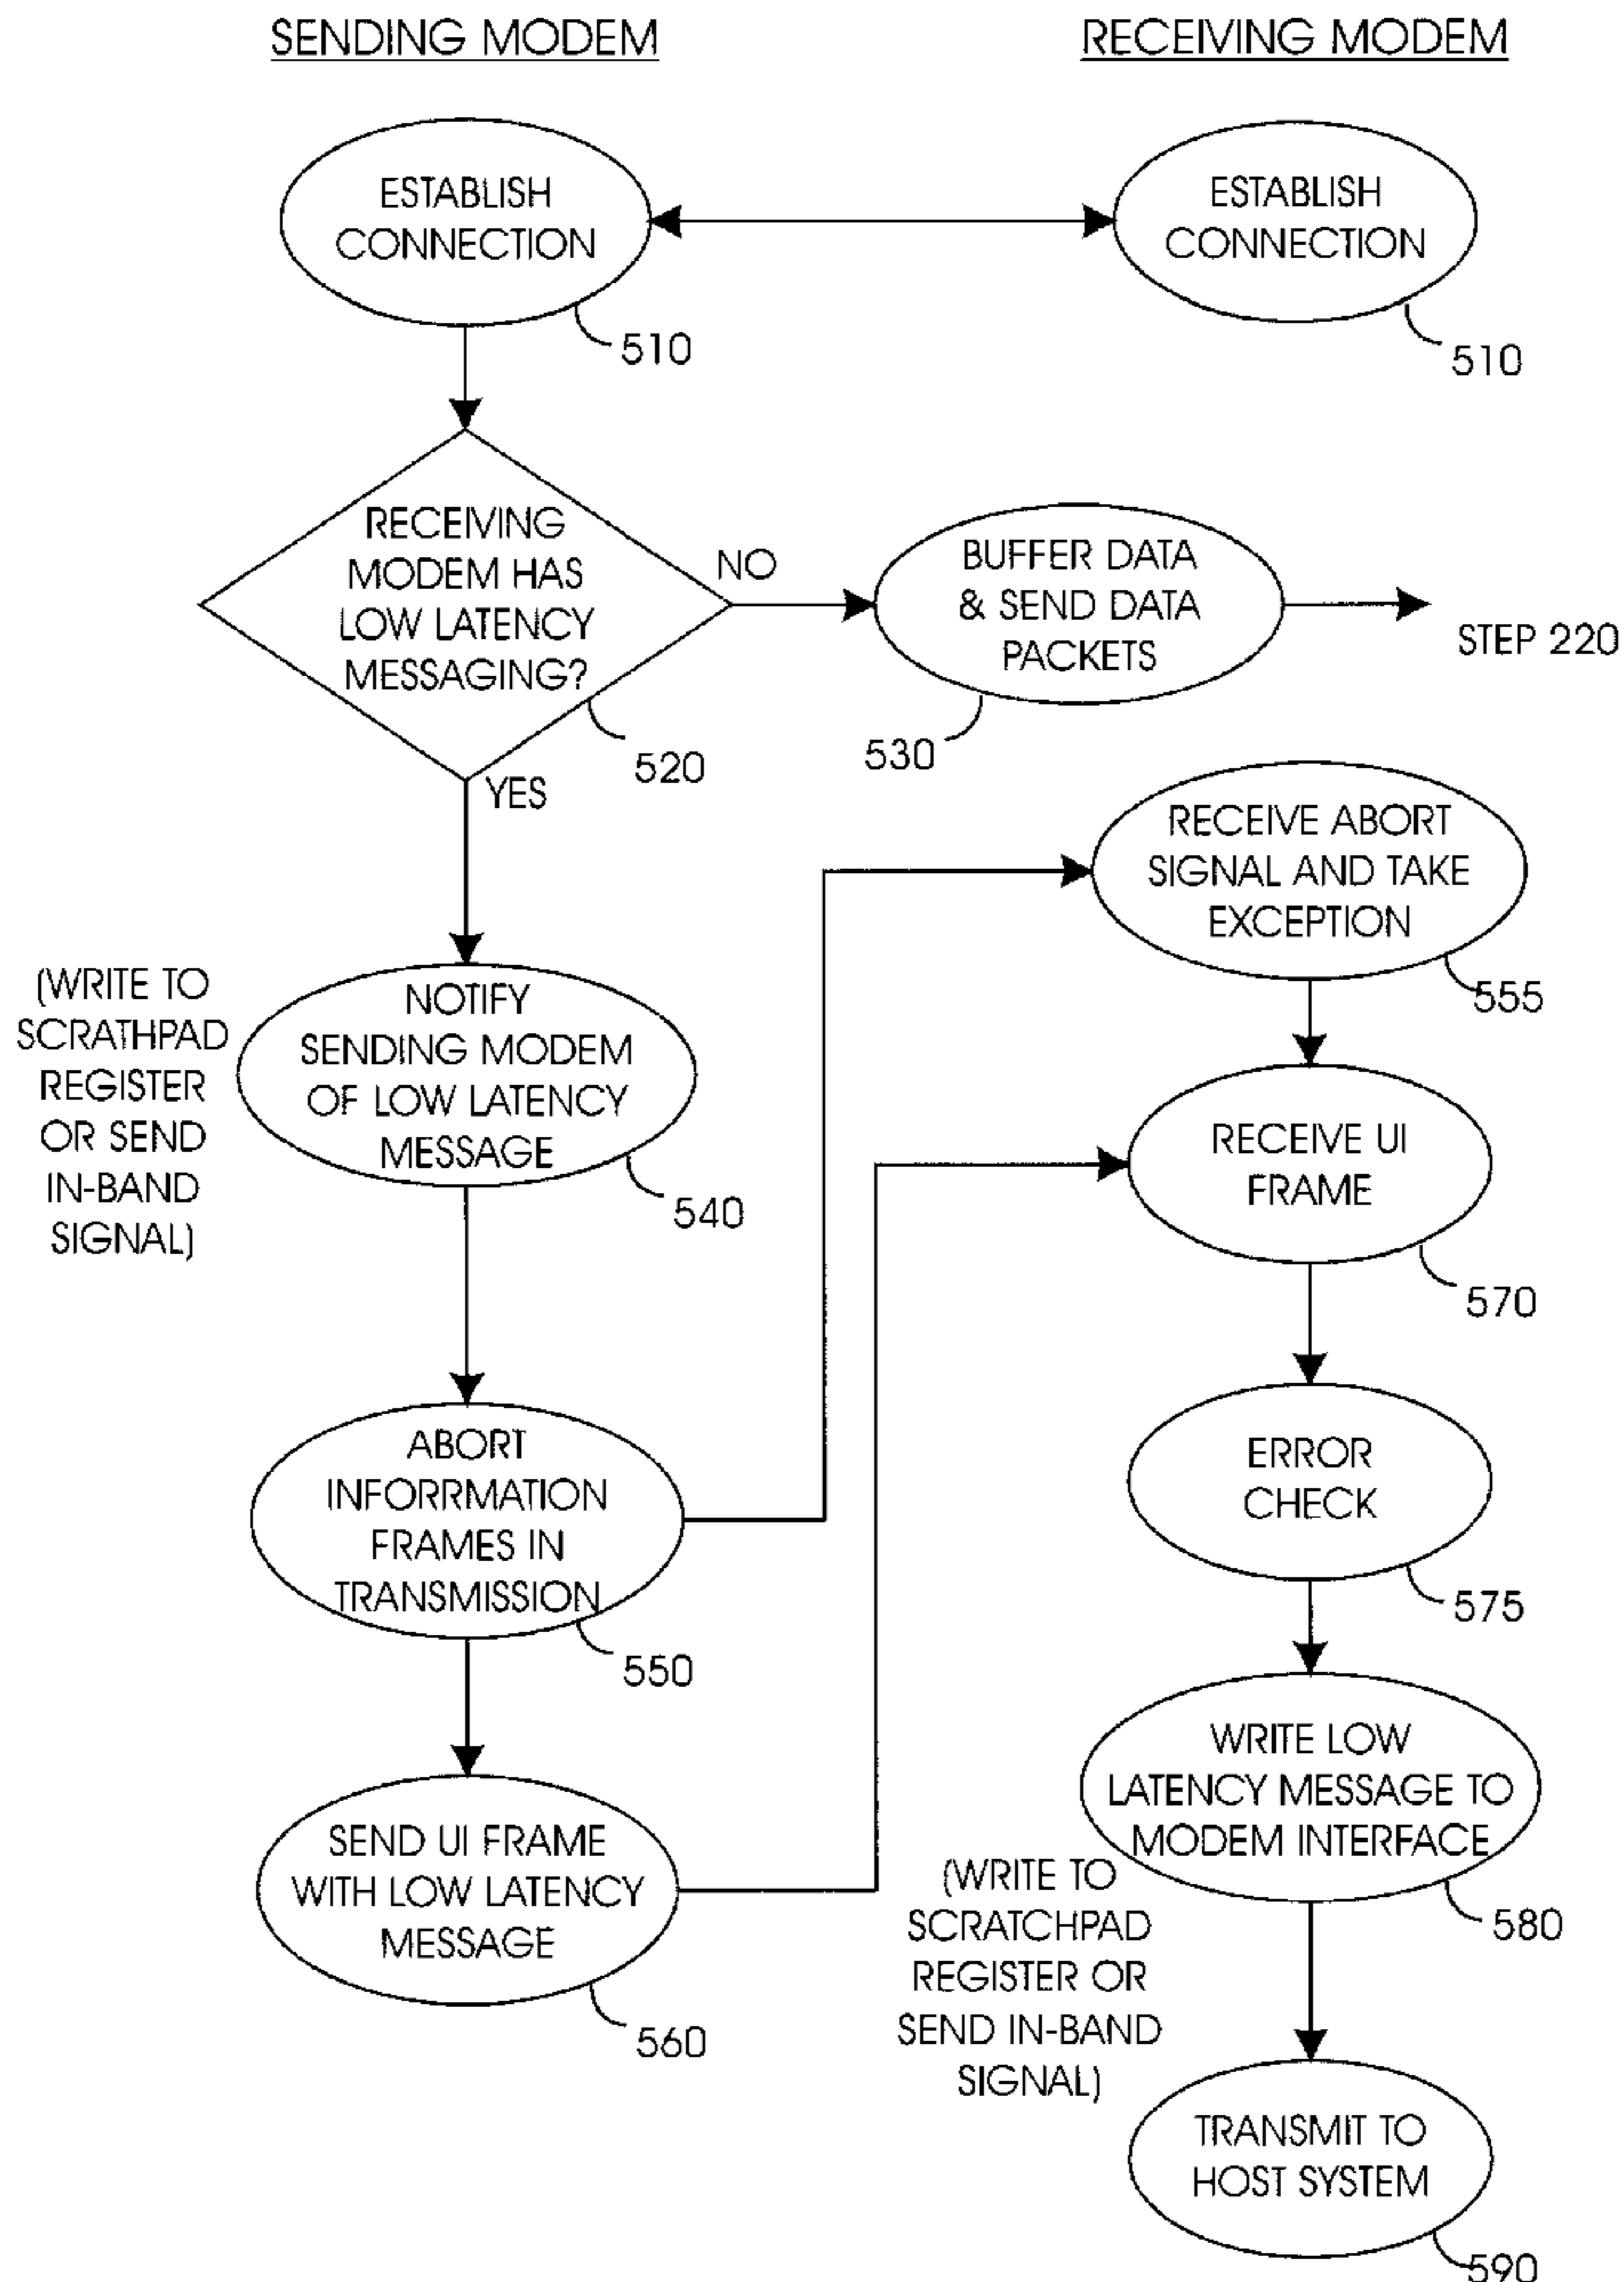 SENDING MODEM
RECEIVING MODEM
ESTABLISH
CONNECTION
510
ESTABLISH
CONNECTION
510
RECEIVING
MODEM HAS
LOW LATENCY
MESSAGING?
520
NO
BUFFER DATA
& SEND DATA
PACKETS
530
STEP 220
YES
(WRITE TO
SCRATHPAD
REGISTER
OR SEND
IN-BAND
SIGNAL)
NOTIFY
SENDING MODEM
OF LOW LATENCY
MESSAGE
540
RECEIVE ABORT
SIGNAL AND TAKE
EXCEPTION
555
RECEIVE UI
FRAME
570
ABORT
INFORRMATION
FRAMES IN
TRANSMISSION
550
ERROR
CHECK
575
SEND UI FRAME
WITH LOW LATENCY
MESSAGE
560
WRITE LOW
LATENCY MESSAGE TO
MODEM INTERFACE
580
(WRITE TO
SCRATCHPAD
REGISTER OR
SEND IN-BAND
SIGNAL)
TRANSMIT TO
HOST SYSTEM
590